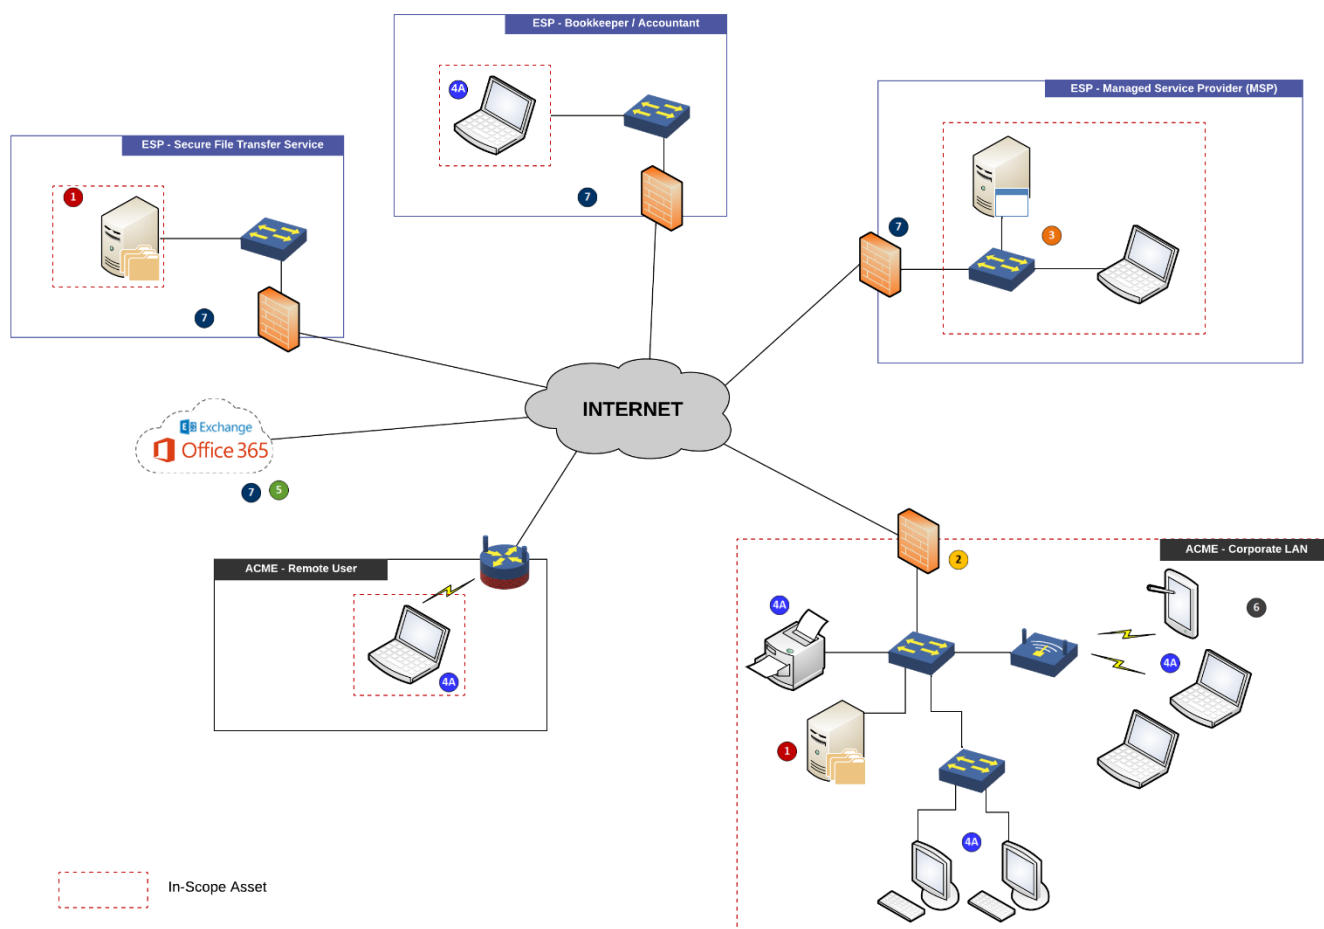 ESP - Bookkeeper / Accountant
4A
7
ESP - Managed Service Provider (MSP)
7
3
ESP - Secure File Transfer Service
1
7
INTERNET
Exchange
Office 365
7
5
ACME - Remote User
4A
2
ACME - Corporate LAN
4A
6
4A
1
4A
In-Scope Asset